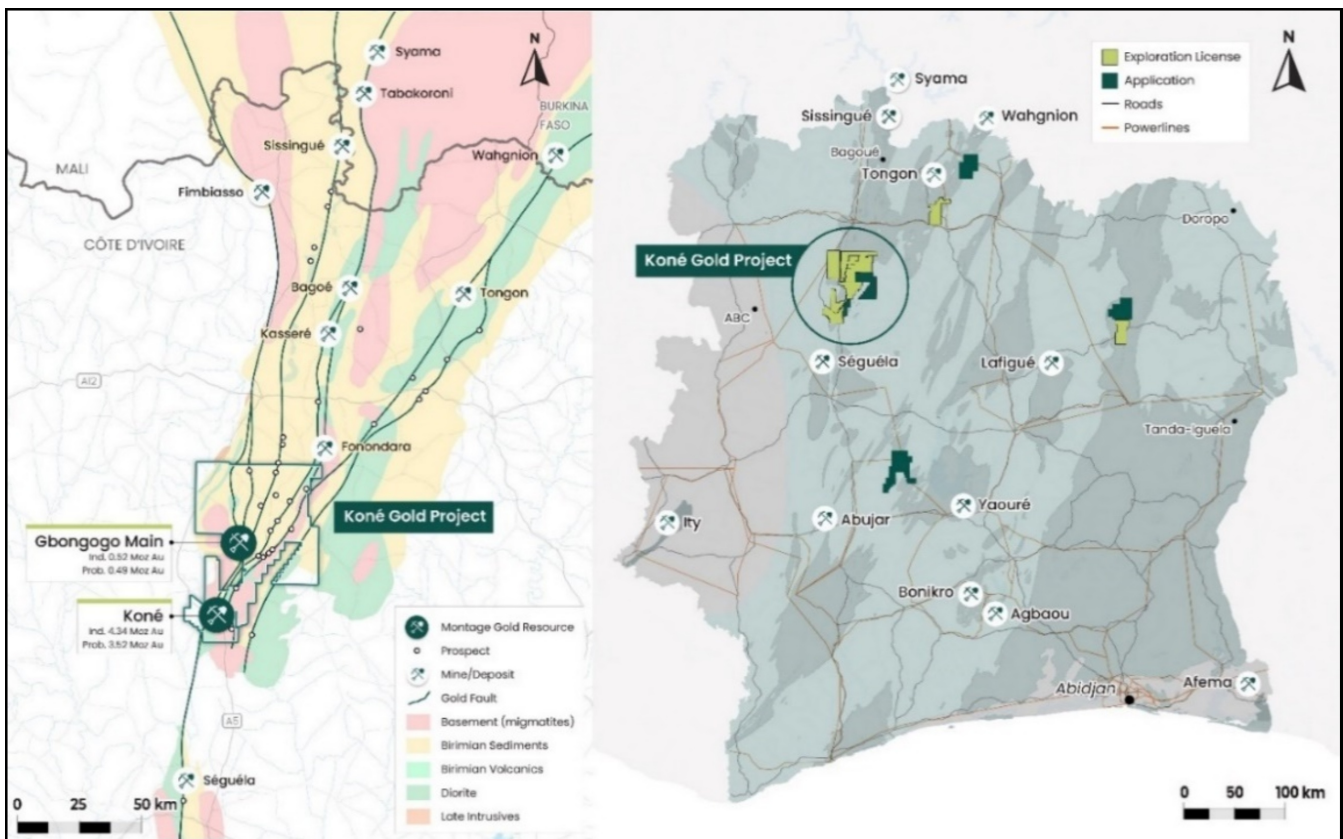 Syama
Tabakoroni
N
BURKINA
FASO
Sissingué
Wahgnion
MALI
Fimbiasso
CÔTE D'IVOIRE
Bagoé
Tongon
Kasseré
A12
Fonondara
Koné Gold Project
Gbongogo Main
Ind. 0.52 Moz Au
Prob. 0.49 Moz Au
Koné
Ind. 4.34 Moz Au
Prob. 3.52 Moz Au
A5
Séguéla
0 25 50 km
Montage Gold Resource
Prospect
Mine/Deposit
Gold Fault
Basement (migmatites)
Birimian Sediments
Birimian Volcanics
Diorite
Late Intrusives
N
Exploration License
Application
Roads
Powerlines
Syama
Sissingué
Wahgnion
Bagoué
Tongon
Doropo
Koné Gold Project
ABC
Séguéla
Lafigué
Tanda-Iguela
Ity
Abujar
Yaouré
Bonikro
Agbaou
Abidjan
Afema
0 50 100 km